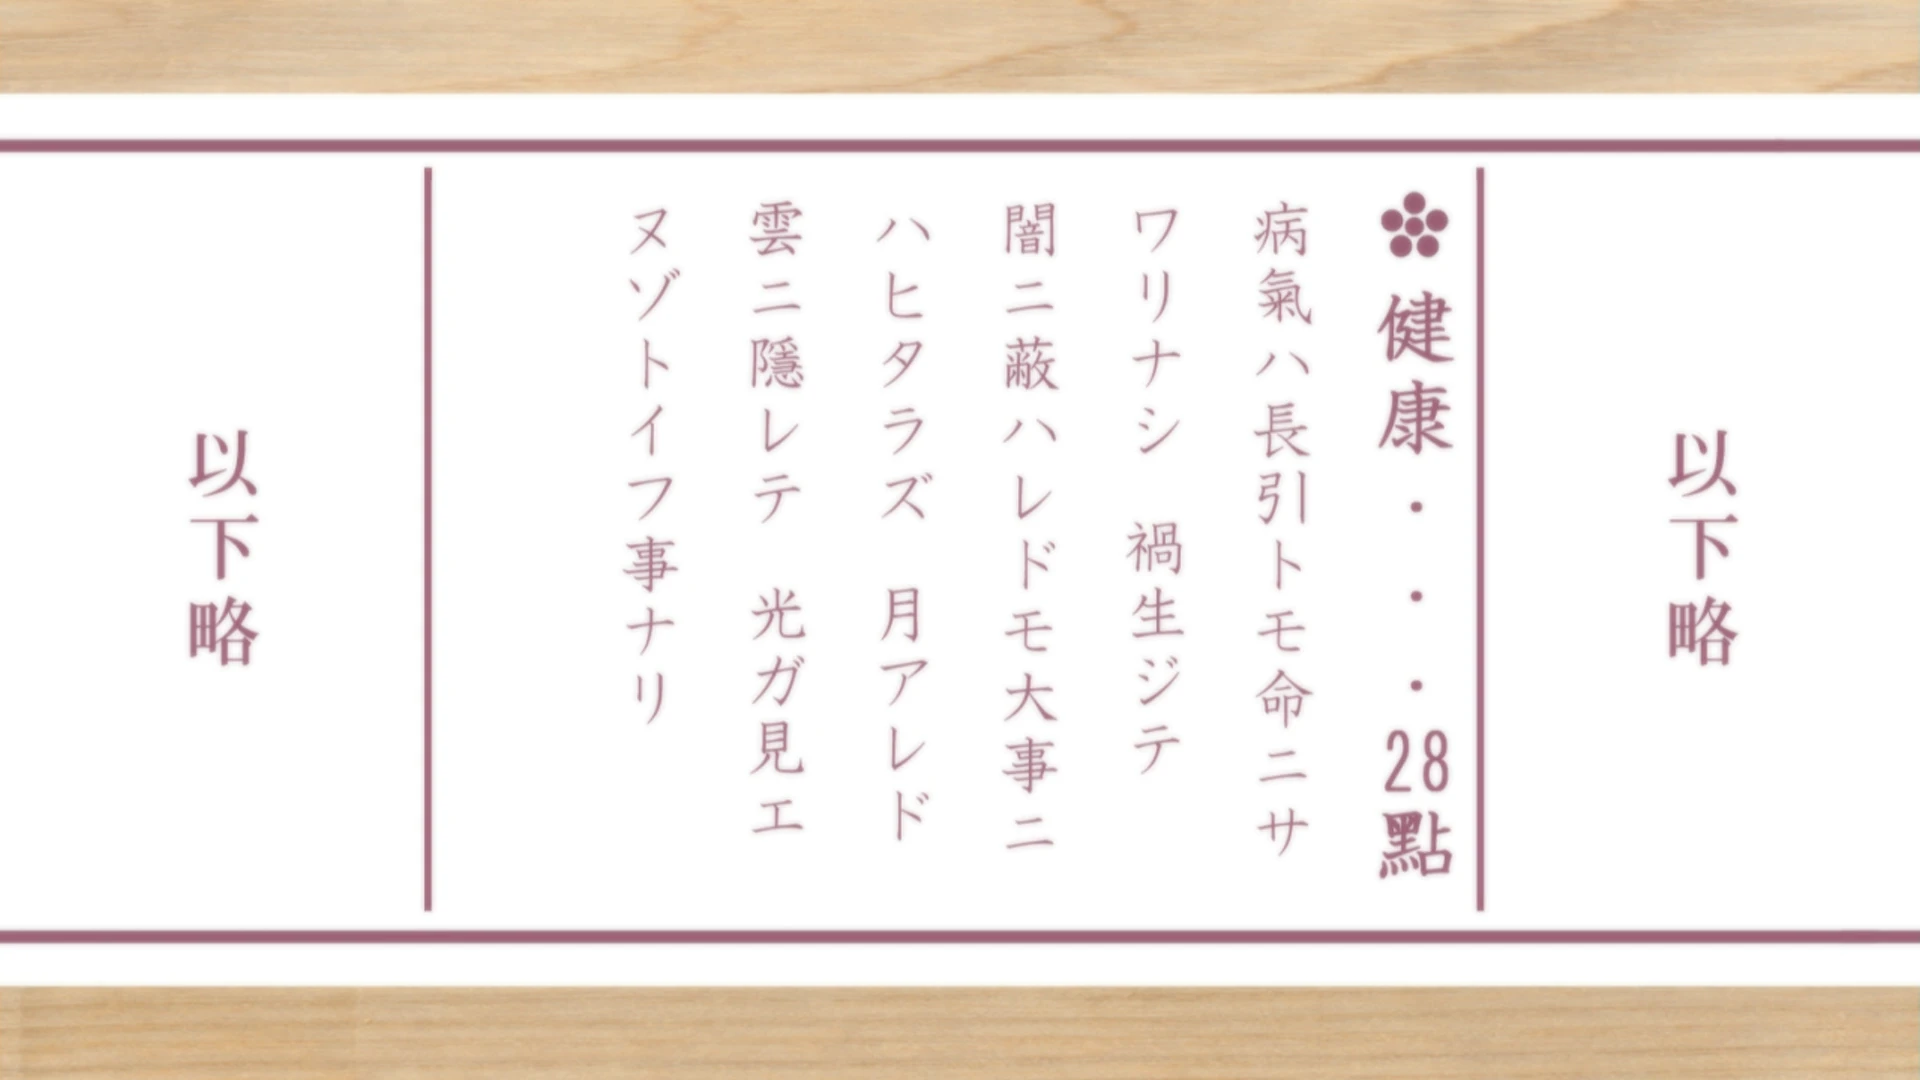 以下略
健康・・・28點
病氣ハ長引トモ命ニサ
ワリナシ　禍生ジテ
闇ニ蔽ハレドモ大事ニ
ハヒタラズ　月アレド
雲ニ隱レテ　光ガ見エ
ヌゾトイフ事ナリ
以下略